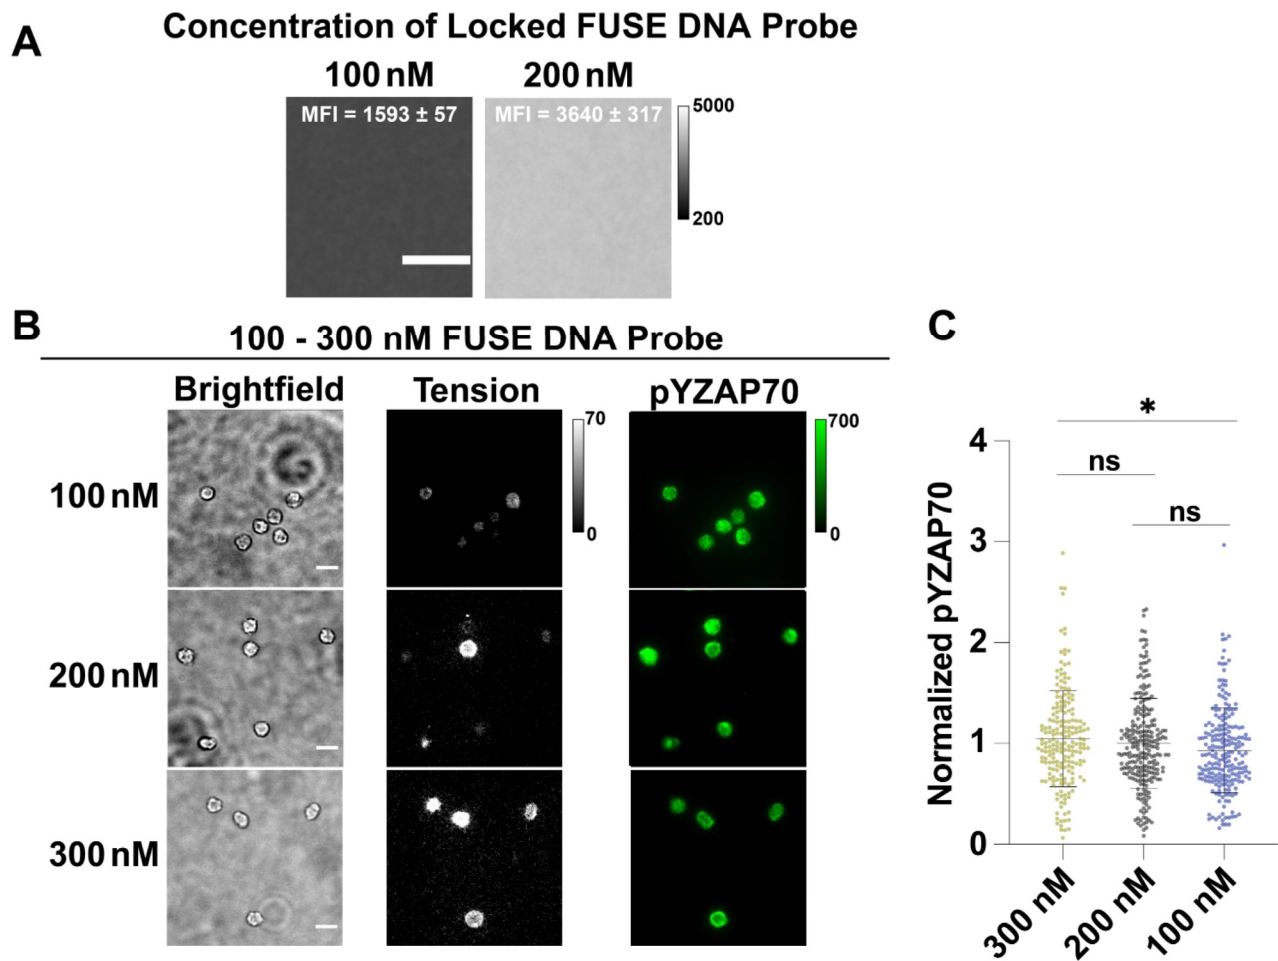 A
Concentration of Locked FUSE DNA Probe
100 nM
200 nM
MFI = 1593 ± 57
MFI = 3640 ± 317
5000
200
B
100 - 300 nM FUSE DNA Probe
Brightfield
Tension
pYZAP70
100 nM
70
0
700
0
200 nM
300 nM
C
*
ns
ns
Normalized pYZAP70
4
3
2
1
0
300 nM
200 nM
100 nM